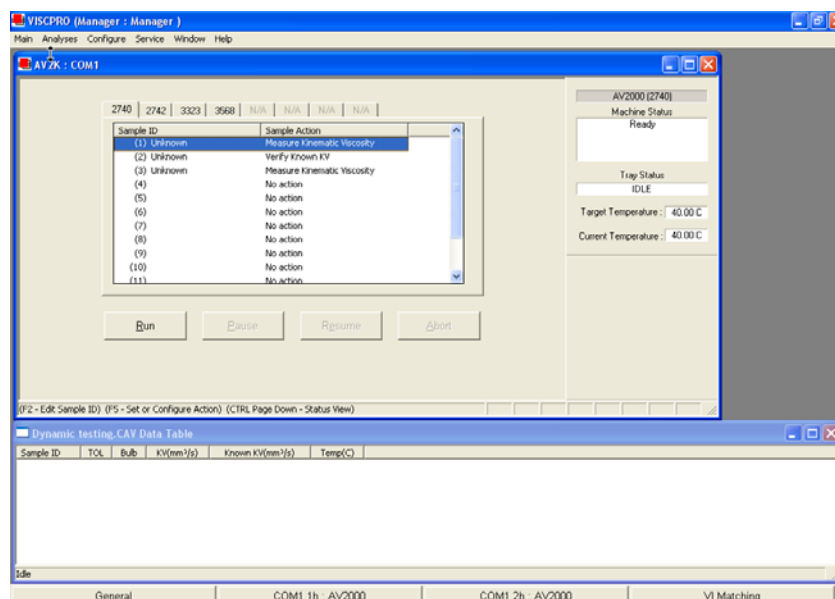 VISCPRO (Manager : Manager )
Main Analyses Configure Service Window Help
AV2K : COM1
2740 2742 3323 3568 N/A N/A N/A N/A
Sample ID Sample Action
(1) Unknown Measure Kinematic Viscosity
(2) Unknown Verify Known KV
(3) Unknown Measure Kinematic Viscosity
(4) No action
(5) No action
(6) No action
(7) No action
(8) No action
(9) No action
(10) No action
(11) No action
Run Pause Resume Abort
AV2000 (2740)
Machine Status
Ready
Tray Status
IDLE
Target Temperature : 40.00 C
Current Temperature : 40.00 C
(F2 - Edit Sample ID) (F5 - Set or Configure Action) (CTRL Page Down - Status View)
Dynamic testing.CAV Data Table
Sample ID TOL Bulb KV(mm²/s) Known KV(mm²/s) Temp(C)
Idle
General COM1 1h : AV2000 COM1 2h : AV2000 VI Matching